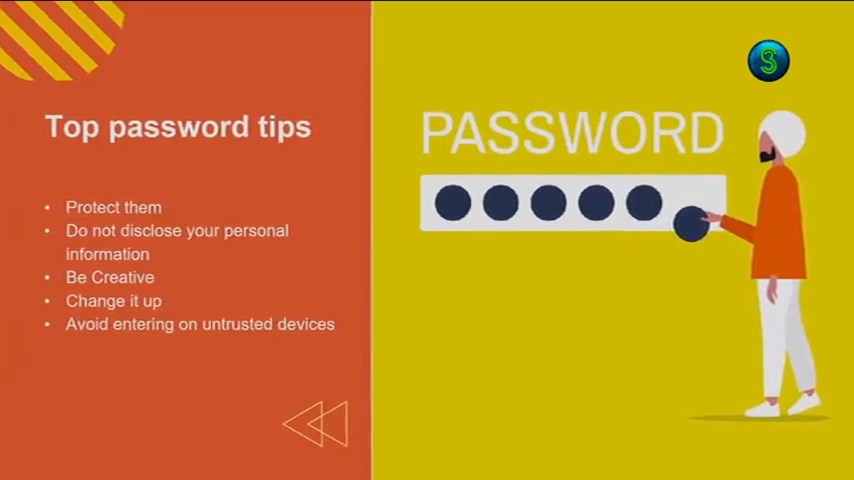 Top password tips
• Protect them
• Do not disclose your personal
information
• Be Creative
• Change it up
• Avoid entering on untrusted devices
PASSWORD
S